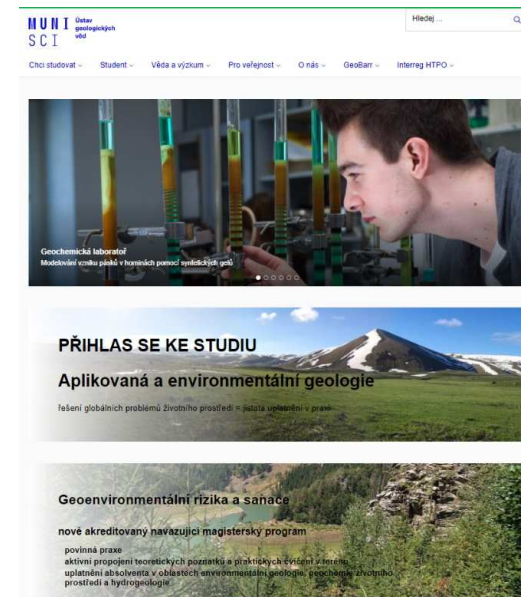 MUNI
SCI
Ústav
geologických
věd
Hledej ...
Chci studovat
Student
Věda a výzkum
Pro veřejnost
O nás
GeoBarr
Interreg HTPO
Geochemická laboratoř
Modelování vzniku pásků v horninách pomocí syntetických gelů
PŘIHLAS SE KE STUDIU
Aplikovaná a environmentální geologie
řešení globálních problémů životního prostředí = jistota uplatnění v praxi
Geoenvironmentální rizika a sanace
nově akreditovaný navazující magisterský program
povinná praxe
aktivní propojení teoretických poznatků a praktických cvičení v terénu
uplatnění absolventa v oblastech environmentální geologie, geochemie životního
prostředí a hydrogeologie